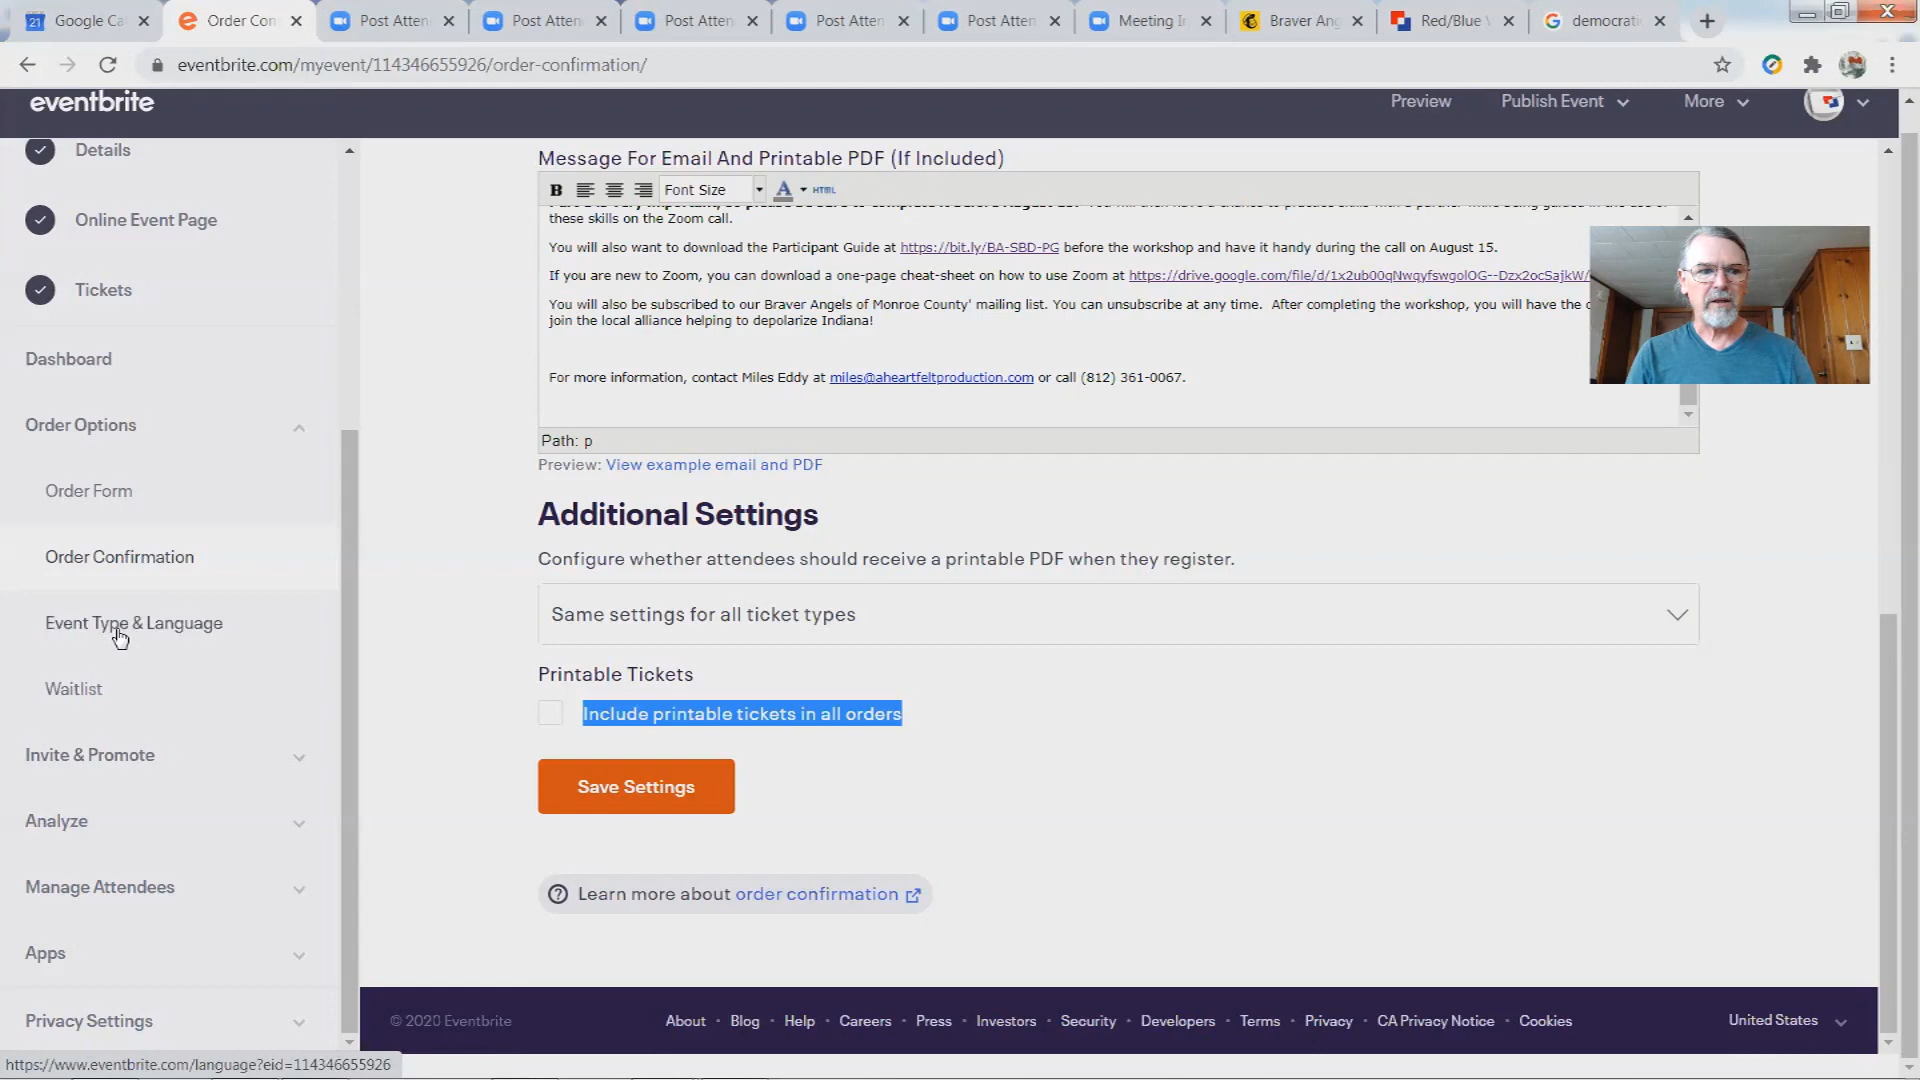 Google Ca
Order Con
Post Atten
Post Atten
Post Atten
Post Atten
Post Atten
Meeting I
Braver Ang
Red/Blue
democrati
eventbrite.com/myevent/114346655926/order-confirmation/
eventbrite
Preview
Publish Event
More
Details
Online Event Page
Tickets
Dashboard
Order Options
Order Form
Order Confirmation
Event Type & Language
Waitlist
Invite & Promote
Analyze
Manage Attendees
Apps
Privacy Settings
Message For Email And Printable PDF (If Included)
B Font Size A HTML
these skills on the Zoom call.
You will also want to download the Participant Guide at https://bit.ly/BA-SBD-PG before the workshop and have it handy during the call on August 15.
If you are new to Zoom, you can download a one-page cheat-sheet on how to use Zoom at
You will also be subscribed to our Braver Angels of Monroe County' mailing list. You can unsubscribe at any time. After completing the workshop, you will have the
join the local alliance helping to depolarize Indiana!
For more information, contact Miles Eddy at miles@aheartfeltproduction.com or call (812) 361-0067.
Path: p
Preview: View example email and PDF
Additional Settings
Configure whether attendees should receive a printable PDF when they register.
Same settings for all ticket types
Printable Tickets
Include printable tickets in all orders
Save Settings
Learn more about order confirmation
© 2020 Eventbrite
About • Blog • Help • Careers • Press • Investors • Security • Developers • Terms • Privacy • CA Privacy Notice • Cookies
United States
https://www.eventbrite.com/language?eid=114346655926